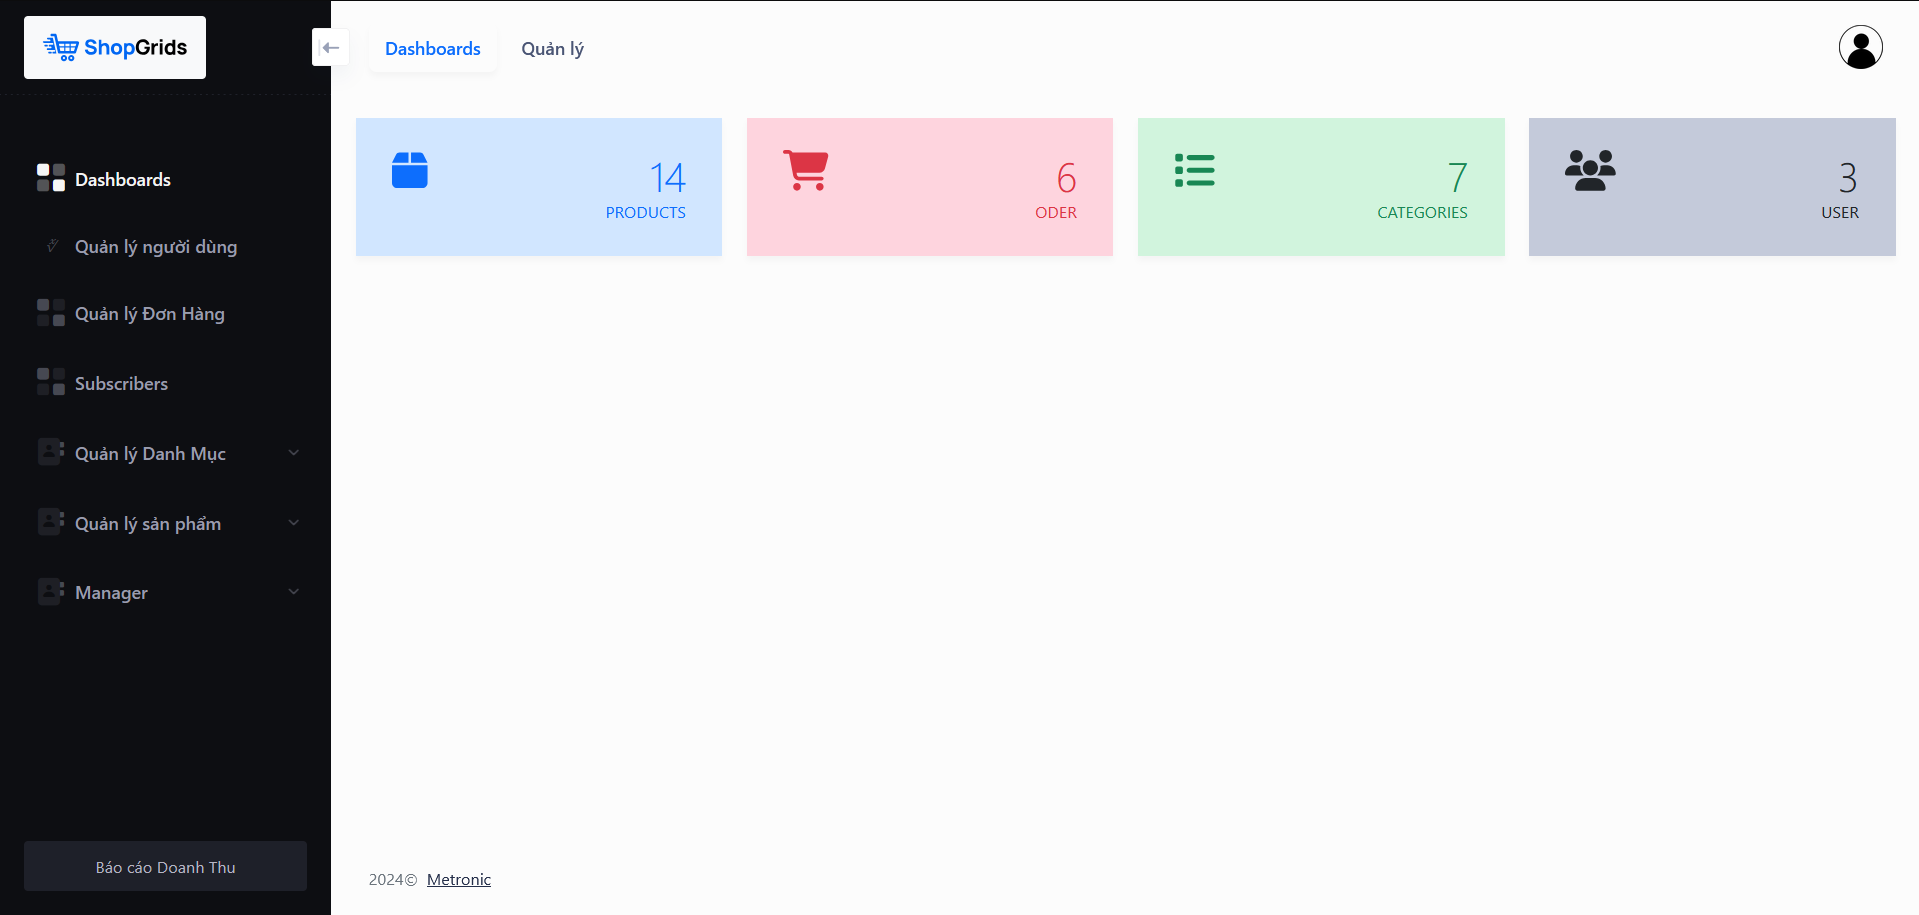 ShopGrids
Dashboards
Quản lý người dùng
Quản lý Đơn Hàng
Subscribers
Quản lý Danh Mục
Quản lý sản phẩm
Manager
Báo cáo Doanh Thu
Dashboards Quản lý
14
PRODUCTS
6
ODER
7
CATEGORIES
3
USER
2024© Metronic